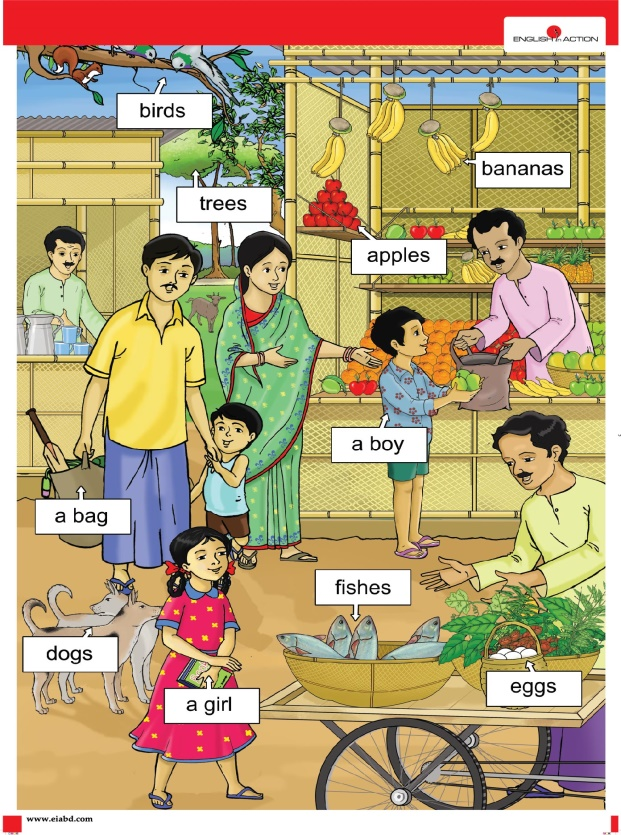 ENGLISH in ACTION
birds
bananas
trees
apples
a boy
a bag
fishes
dogs
eggs
a girl
www.eiabd.com